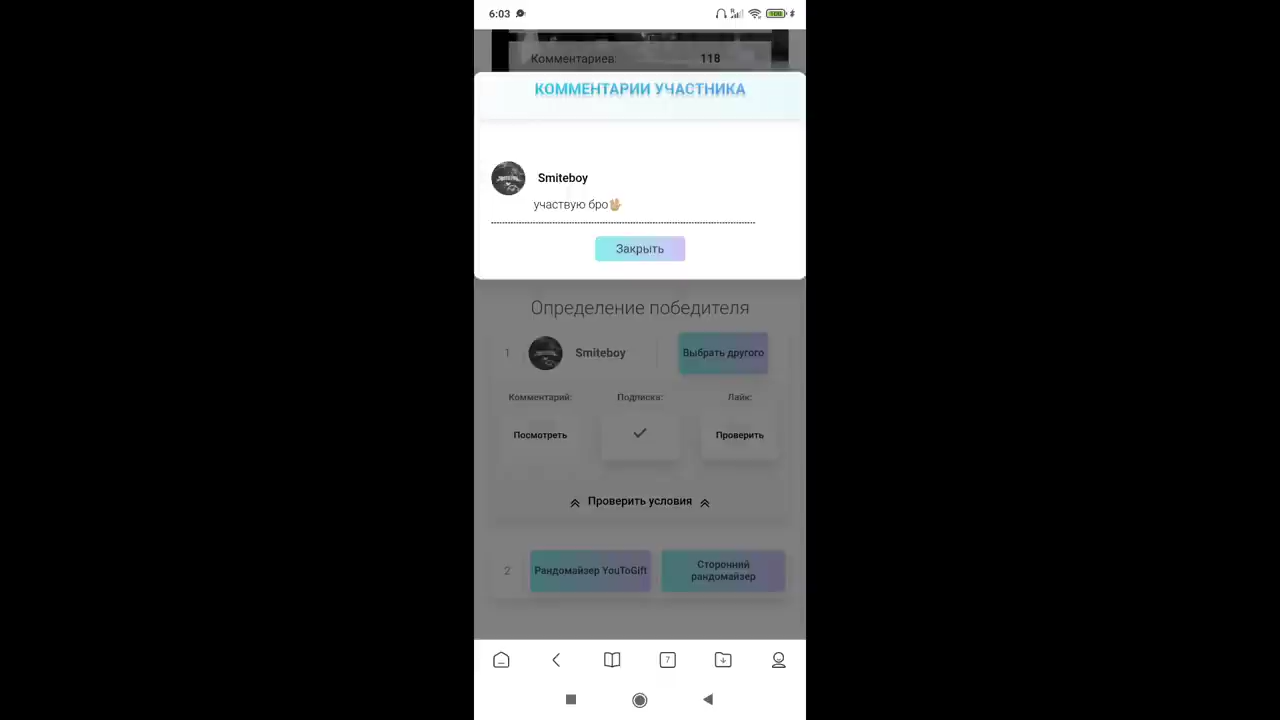 6:03
Комментариев: 118
КОММЕНТАРИИ УЧАСТНИКА
Smiteboy
участвую бро🖖🏼
Закрыть
Определение победителя
1 Smiteboy Выбрать другого
Комментарий: Подписка: Лайк:
Посмотреть Проверить
Проверить условия
2 Рандомайзер YouToGift Сторонний
рандомайзер
7